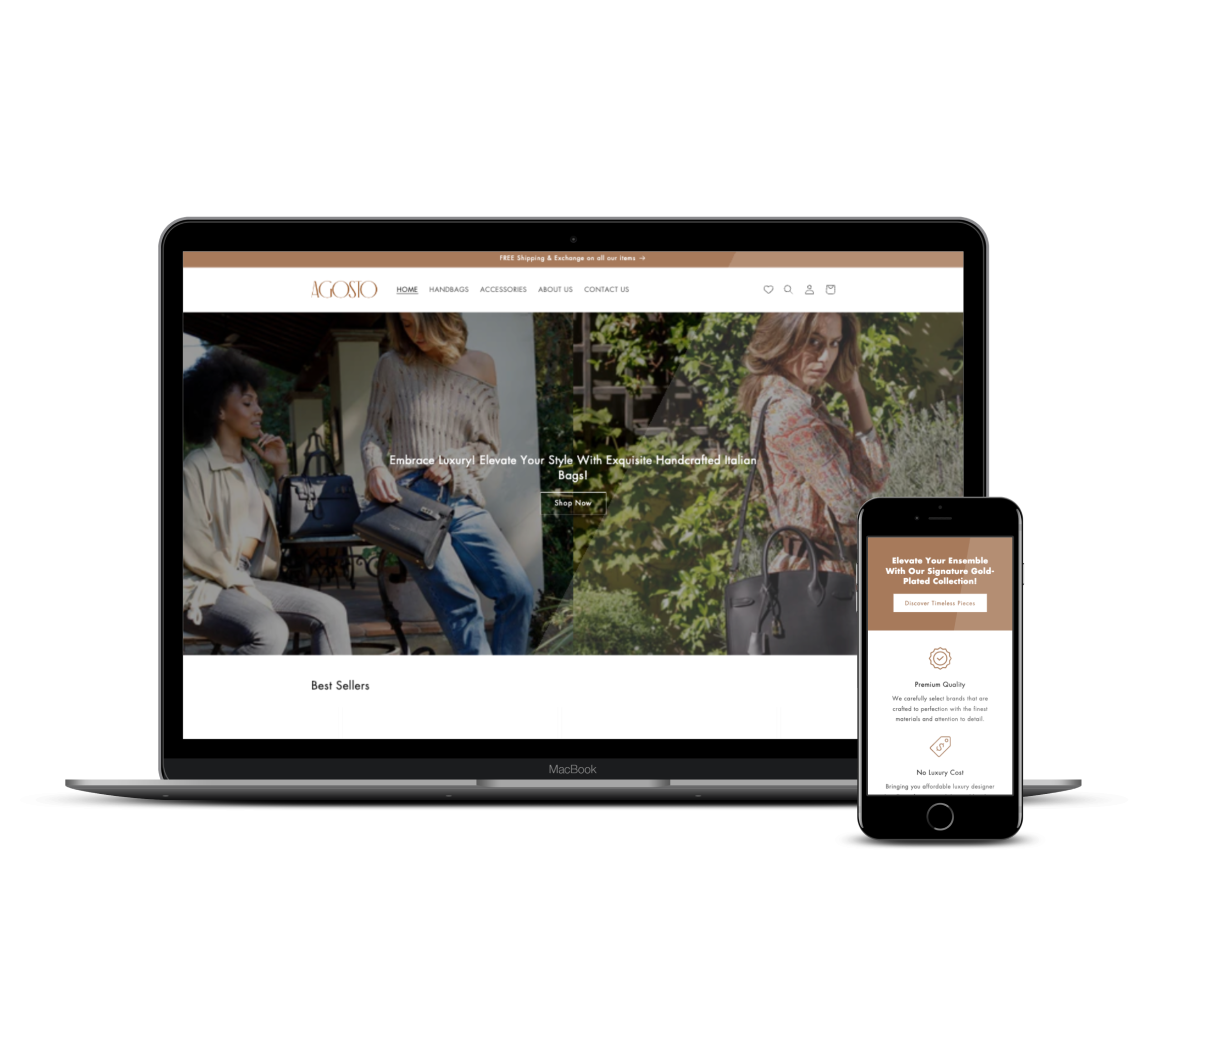 FREE Shipping & Exchange on all our items →
AGOSTO
HOME HANDBAGS ACCESSORIES ABOUT US CONTACT US
Embrace Luxury! Elevate Your Style With Exquisite Handcrafted Italian
Bags!
Shop Now
Best Sellers
MacBook
Elevate Your Ensemble
With Our Signature Gold-
Plated Collection!
Discover Timeless Pieces
Premium Quality
We carefully select brands that are
crafted to perfection with the finest
materials and attention to detail.
No Luxury Cost
Bringing you affordable luxury designer